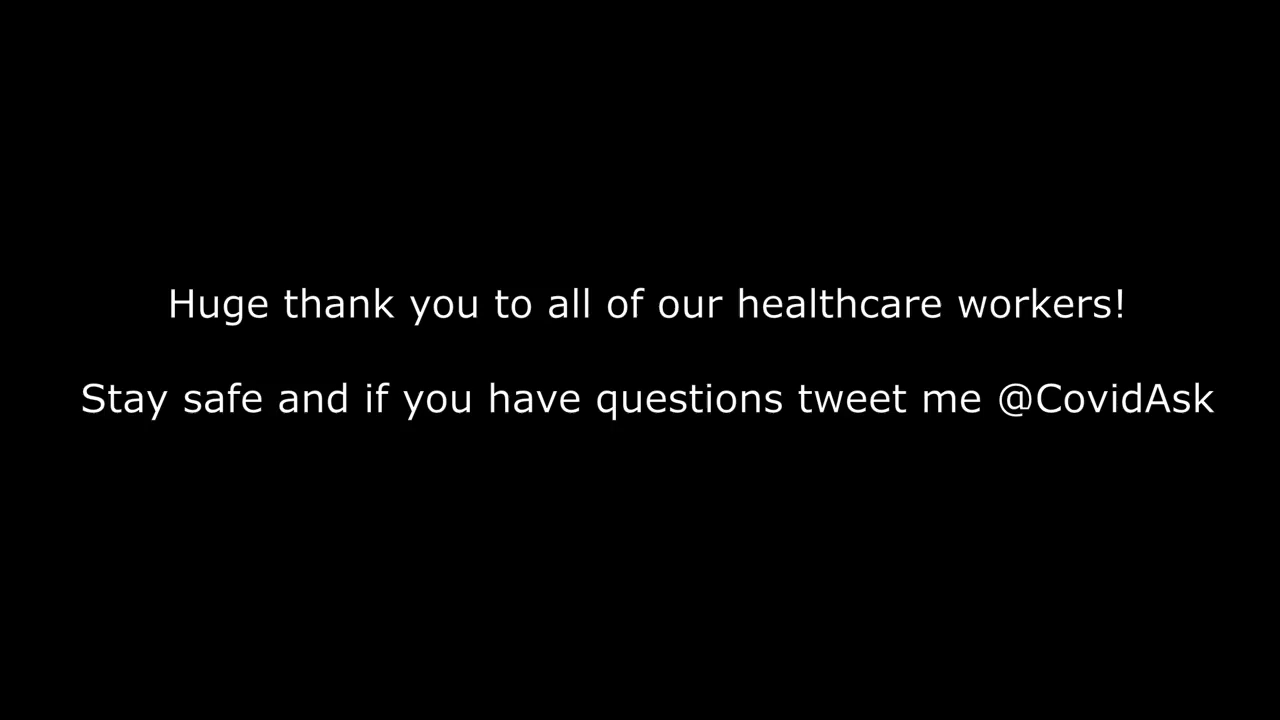 Huge thank you to all of our healthcare workers!
Stay safe and if you have questions tweet me @CovidAsk